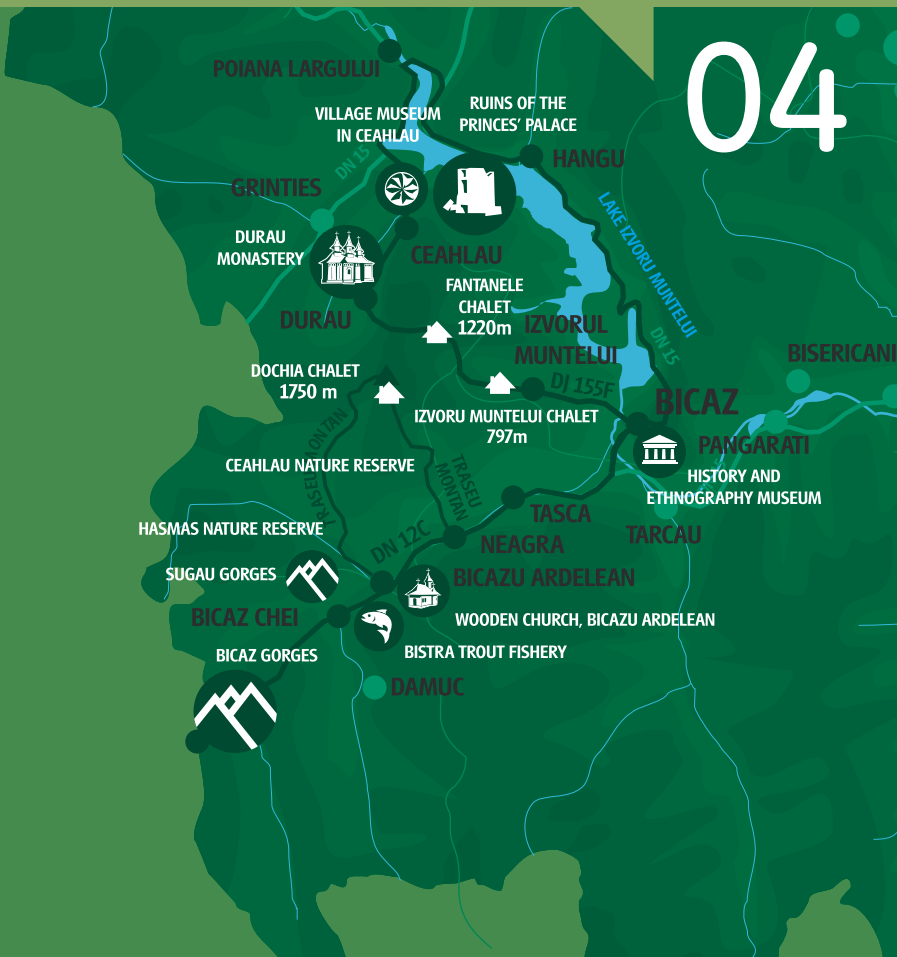 04
POIANA LARGULUI
VILLAGE MUSEUM
IN CEAHLAU
RUINS OF THE
PRINCES' PALACE
HANGU
DN 15
GRINTIES
LAKE IZVORU MUNTELUI
DURAU
MONASTERY
CEAHLAU
FANTANELE
CHALET
1220m
DURAU
IZVORUL
MUNTELUI
DN 15
BISERICANI
DOCHIA CHALET
1750 m
DJ 155F
BICAZ
IZVORU MUNTELUI CHALET
797m
PANGARATI
TRASEU MONTAN
CEAHLAU NATURE RESERVE
TRASEU
MONTAN
HISTORY AND
ETHNOGRAPHY MUSEUM
TASCA
TARCAU
HASMAS NATURE RESERVE
DN 12C
NEAGRA
SUGAU GORGES
BICAZU ARDELEAN
BICAZ CHEI
WOODEN CHURCH, BICAZU ARDELEAN
BICAZ GORGES
BISTRA TROUT FISHERY
DAMUC